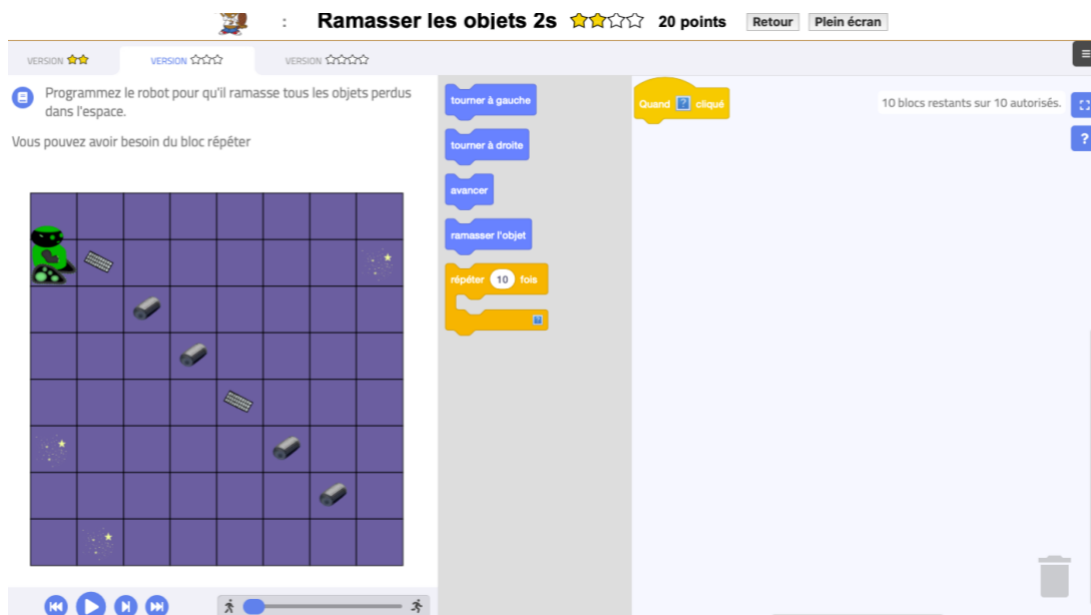 : Ramasser les objets 2s 20 points Retour Plein écran
VERSION VERSION VERSION
Programmez le robot pour qu'il ramasse tous les objets perdus
dans l'espace.
Vous pouvez avoir besoin du bloc répéter
tourner à gauche
tourner à droite
avancer
ramasser l'objet
répéter 10 fois
Quand ? cliqué
10 blocs restants sur 10 autorisés.
?